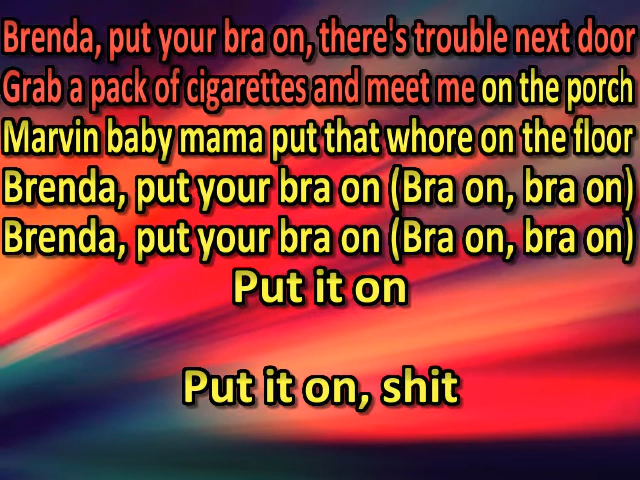 Brenda, put your bra on, there's trouble next door
Grab a pack of cigarettes and meet me on the porch
Marvin baby mama put that whore on the floor
Brenda, put your bra on (Bra on, bra on)
Brenda, put your bra on (Bra on, bra on)
Put it on
Put it on, shit